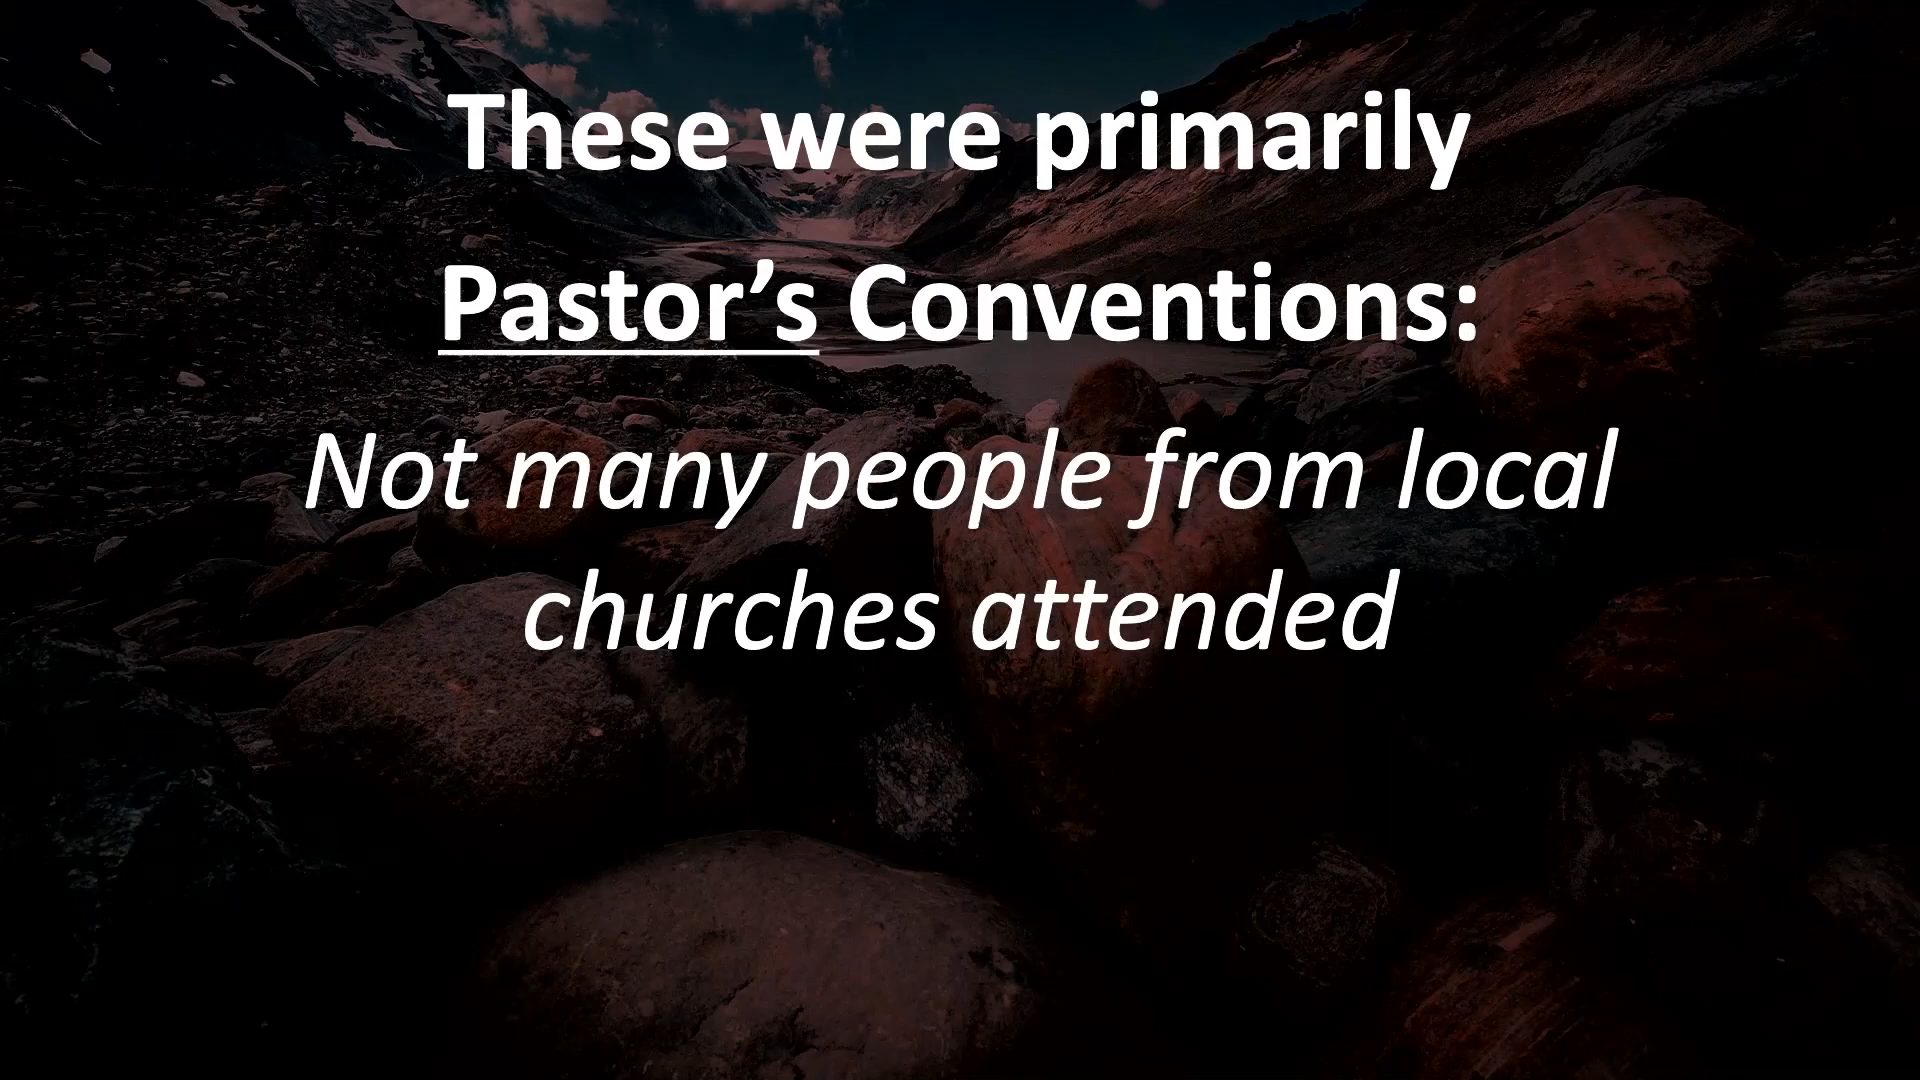 These were primarily
Pastor’s Conventions:
Not many people from local
churches attended